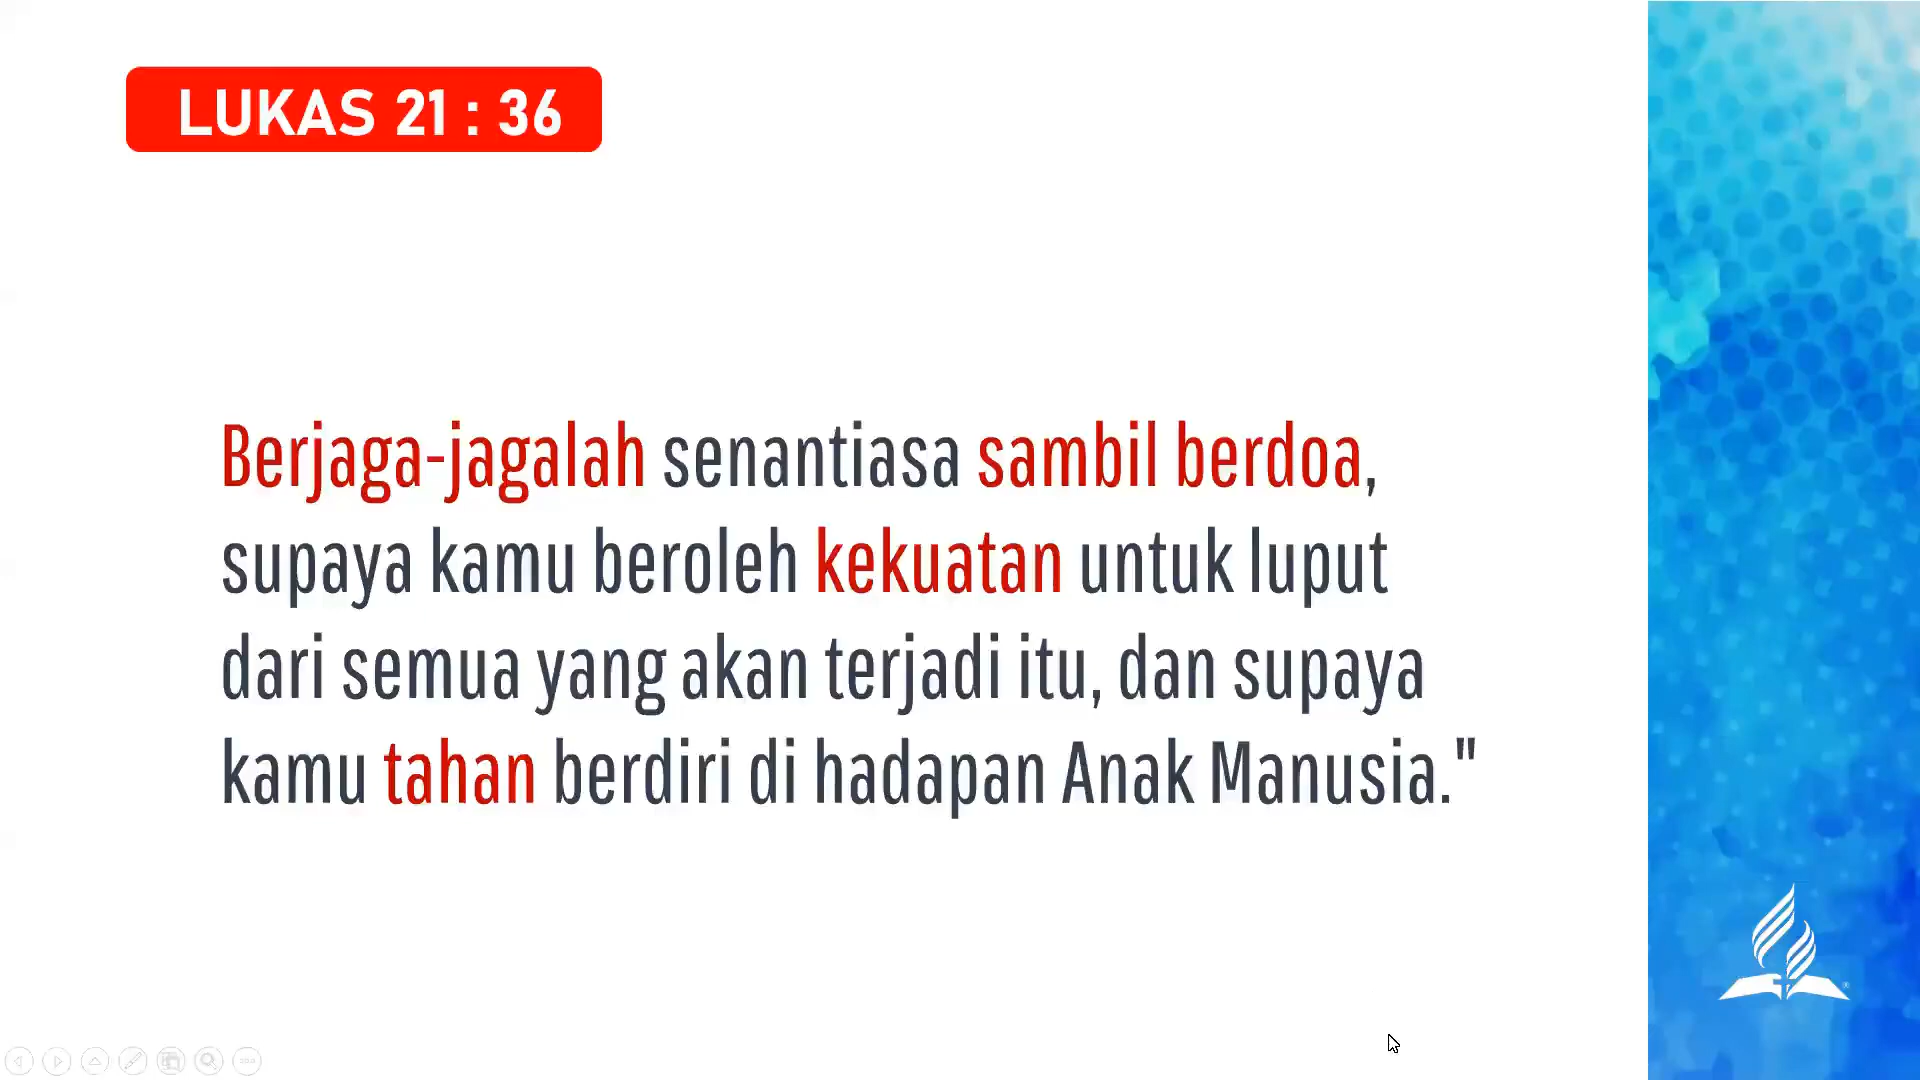 LUKAS 21 : 36
Berjaga-jagalah senantiasa sambil berdoa,
supaya kamu beroleh kekuatan untuk luput
dari semua yang akan terjadi itu, dan supaya
kamu tahan berdiri di hadapan Anak Manusia."